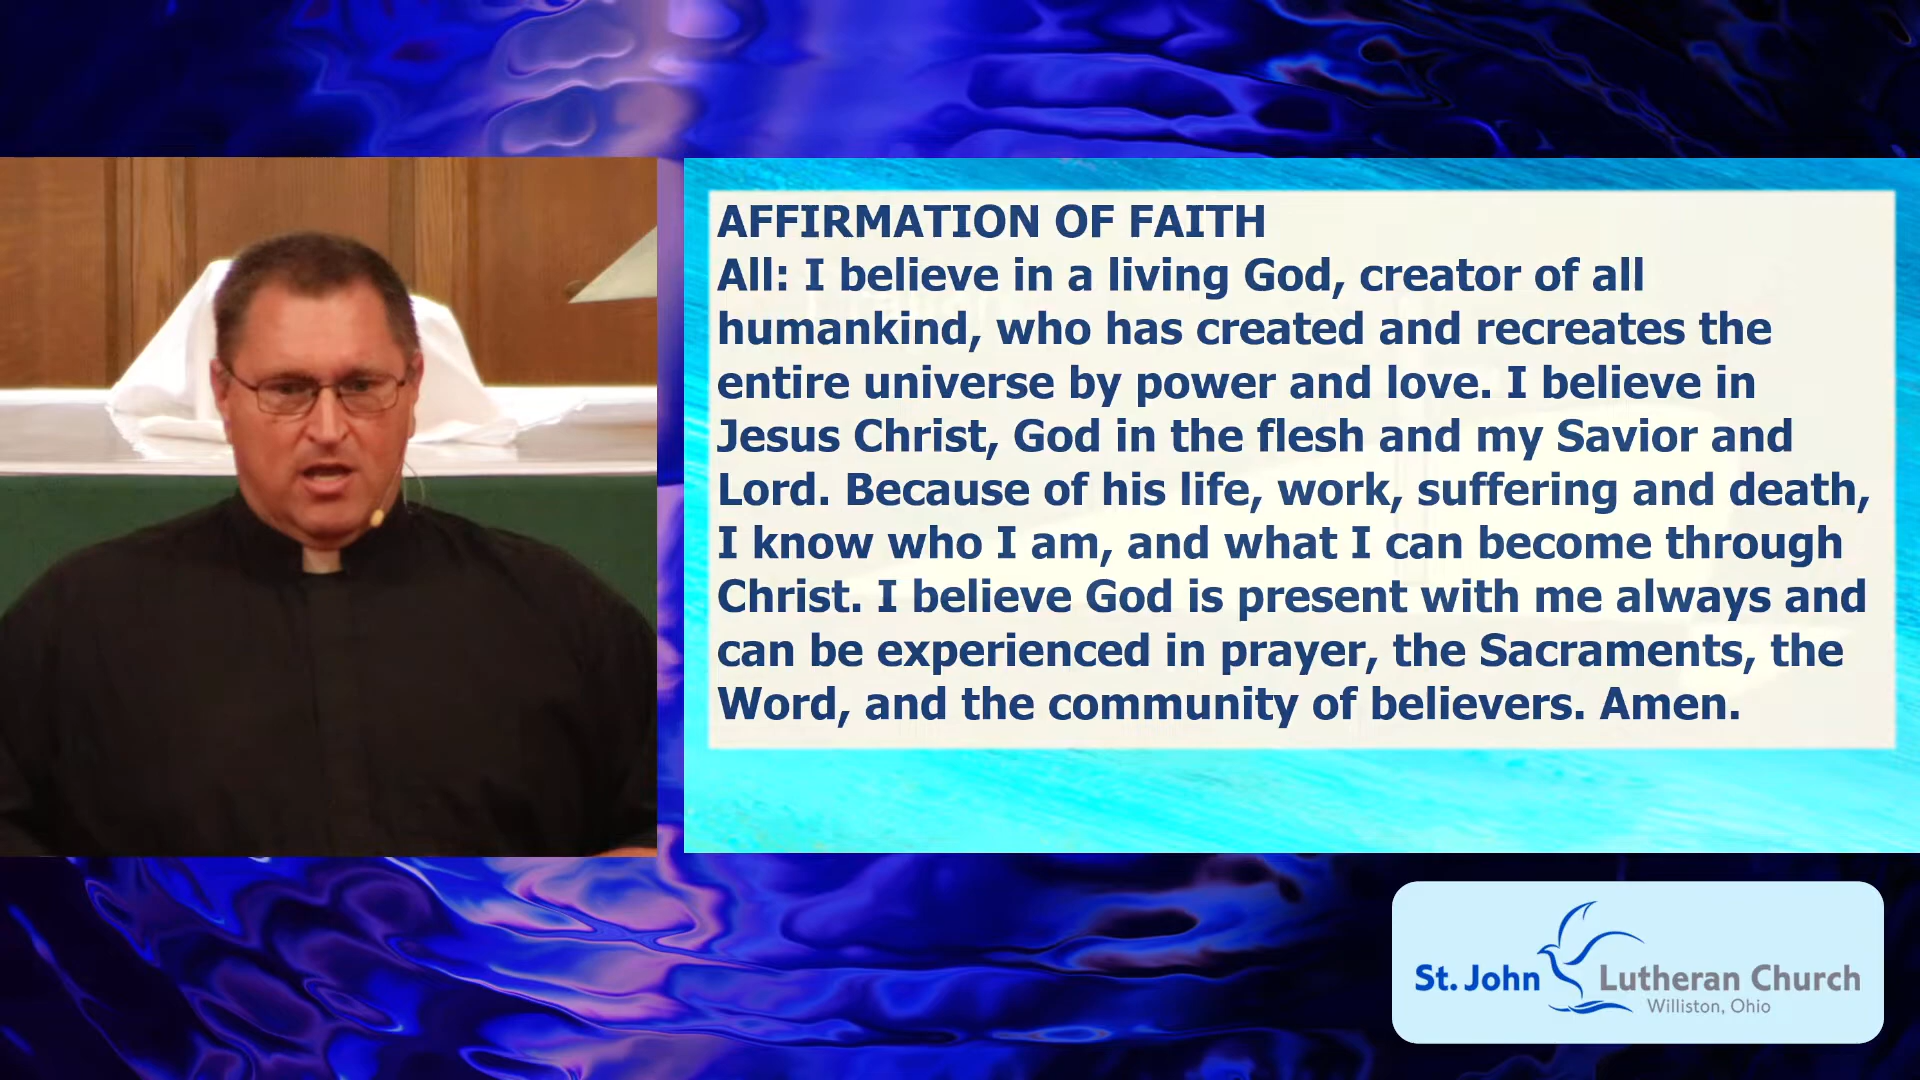 AFFIRMATION OF FAITH
All: I believe in a living God, creator of all
humankind, who has created and recreates the
entire universe by power and love. I believe in
Jesus Christ, God in the flesh and my Savior and
Lord. Because of his life, work, suffering and death,
I know who I am, and what I can become through
Christ. I believe God is present with me always and
can be experienced in prayer, the Sacraments, the
Word, and the community of believers. Amen.
St. John Lutheran Church
Williston, Ohio